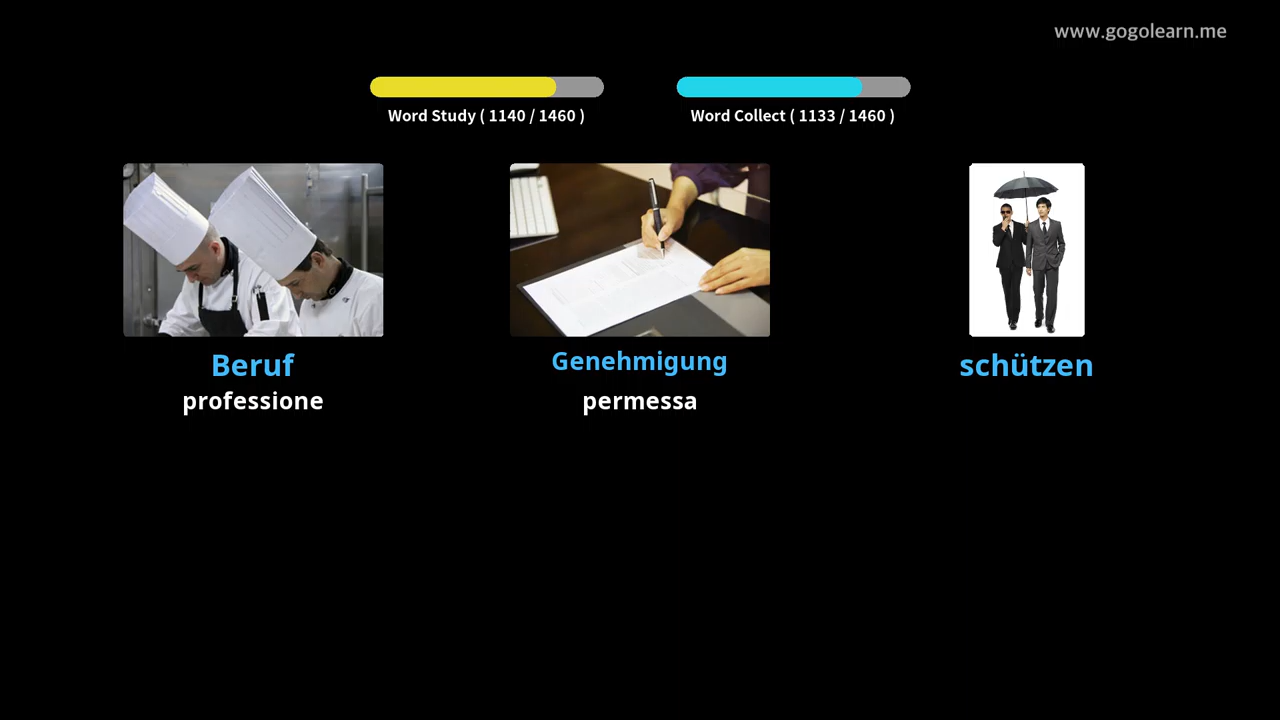 www.gogolearn.me
Word Study ( 1140 / 1460 )
Word Collect ( 1133 / 1460 )
Beruf
professione
Genehmigung
permessa
schützen